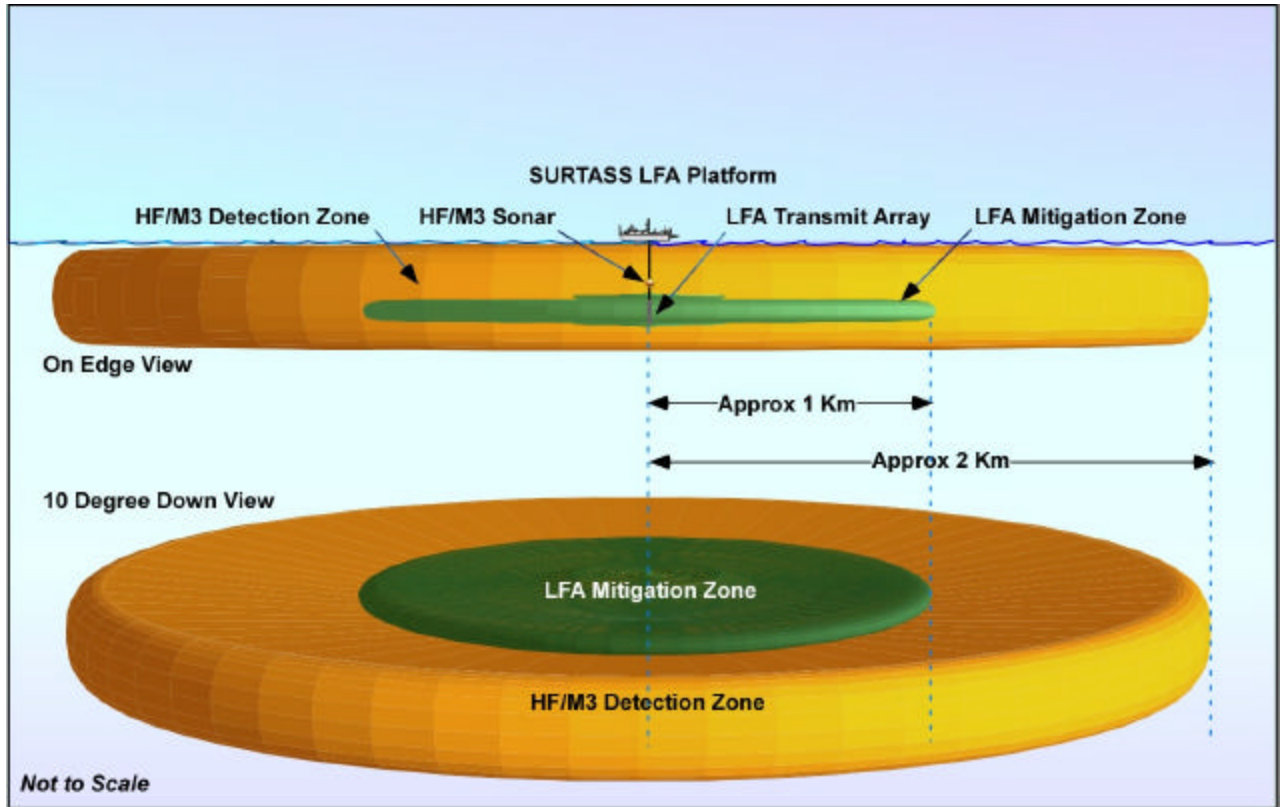 SURTASS LFA Platform
HF/M3 Detection Zone
HF/M3 Sonar
LFA Transmit Array
LFA Mitigation Zone
On Edge View
Approx 1 Km
Approx 2 Km
10 Degree Down View
LFA Mitigation Zone
HF/M3 Detection Zone
Not to Scale